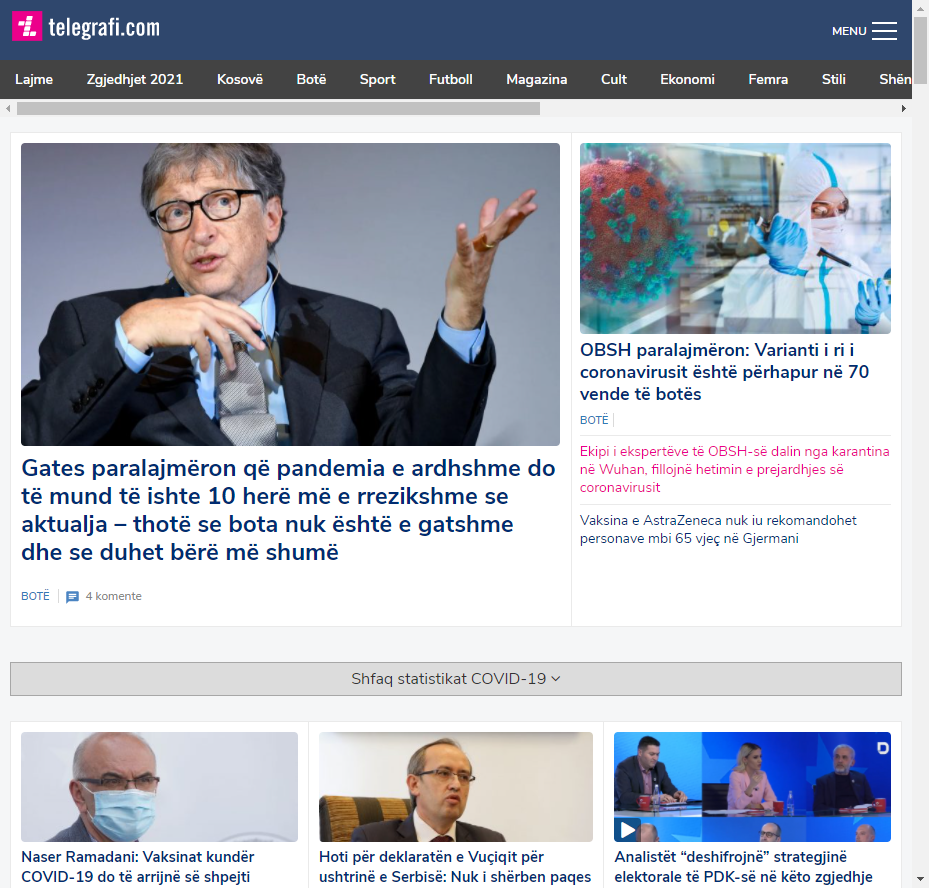 telegrafi.com
MENU
Lajme Zgjedhjet 2021 Kosovë Botë Sport Futboll Magazina Cult Ekonomi Femra Stili Shën
OBSH paralajmëron: Varianti i ri i
coronavirusit është përhapur në 70
vende të botës
BOTË
Ekipi i ekspertëve të OBSH-së dalin nga karantina
në Wuhan, fillojnë hetimin e prejardhjes së
coronavirusit
Vaksina e AstraZeneca nuk iu rekomandohet
personave mbi 65 vjeç në Gjermani
Gates paralajmëron që pandemia e ardhshme do
të mund të ishte 10 herë më e rrezikshme se
aktualja – thotë se bota nuk është e gatshme
dhe se duhet bërë më shumë
BOTË 4 komente
Shfaq statistikat COVID-19
Naser Ramadani: Vaksinat kundër
COVID-19 do të arrijnë së shpejti
Hoti për deklaratën e Vuçiqit për
ushtrinë e Serbisë: Nuk i shërben paqes
Analistët “deshifrojnë” strategjinë
elektorale të PDK-së në këto zgjedhje